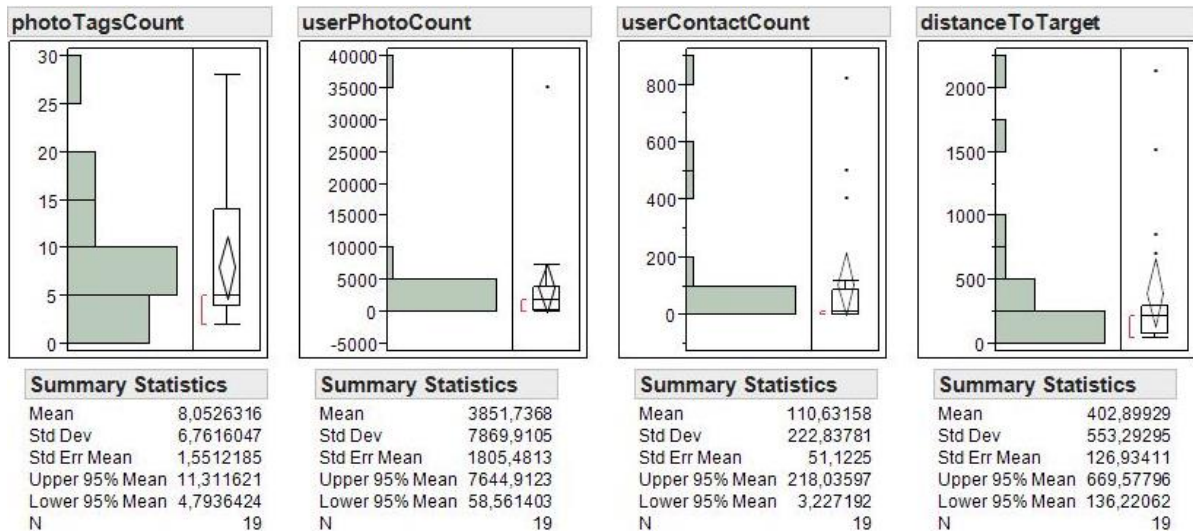 photoTagsCount
30
25
20
15
10
5
0
Summary Statistics
Mean 8,0526316
Std Dev 6,7616047
Std Err Mean 1,5512185
Upper 95% Mean 11,311621
Lower 95% Mean 4,7936424
N 19
userPhotoCount
40000
35000
30000
25000
20000
15000
10000
5000
0
-5000
Summary Statistics
Mean 3851,7368
Std Dev 7869,9105
Std Err Mean 1805,4813
Upper 95% Mean 7644,9123
Lower 95% Mean 58,561403
N 19
userContactCount
800
600
400
200
0
Summary Statistics
Mean 110,63158
Std Dev 222,83781
Std Err Mean 51,1225
Upper 95% Mean 218,03597
Lower 95% Mean 3,227192
N 19
distanceToTarget
2000
1500
1000
500
0
Summary Statistics
Mean 402,89929
Std Dev 553,29295
Std Err Mean 126,93411
Upper 95% Mean 669,57796
Lower 95% Mean 136,22062
N 19